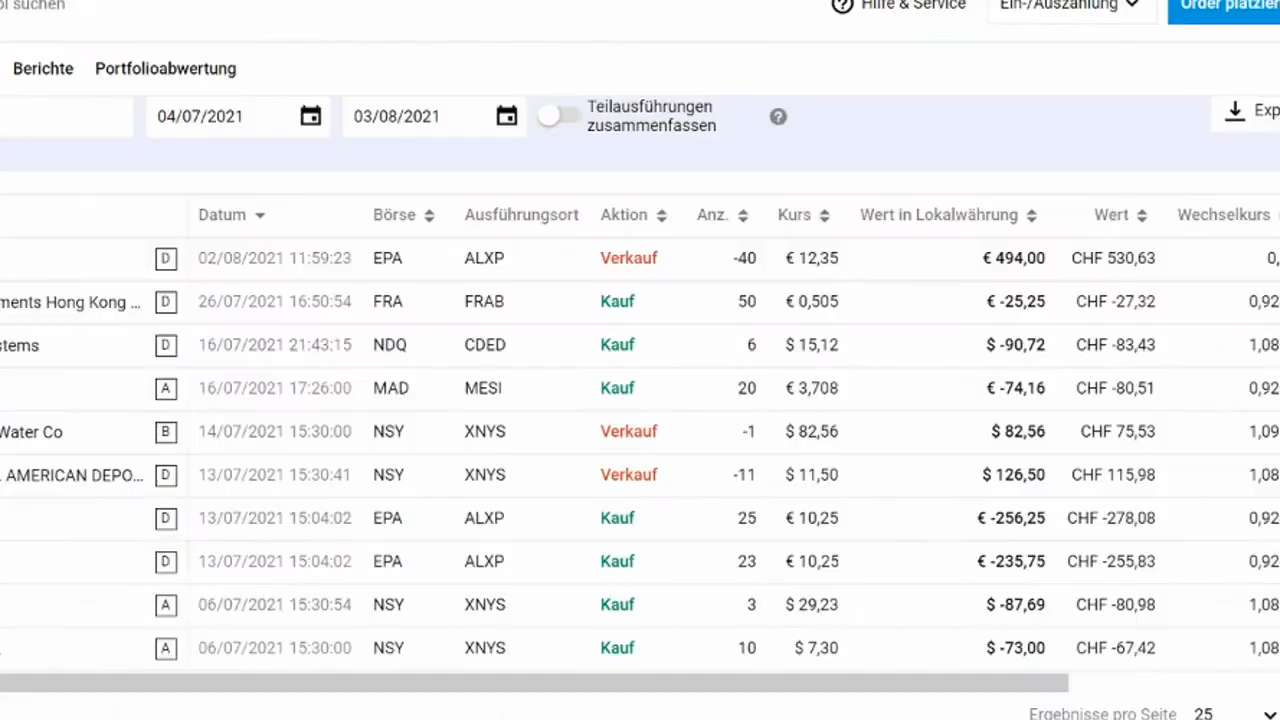 suchen
Hilfe & Service
Ein-/Auszahlung
Order platzier
Berichte
Portfolioabwertung
04/07/2021
03/08/2021
Teilausführungen
zusammenfassen
?
Exp
Datum Börse Ausführungsort Aktion Anz. Kurs Wert in Lokalwährung Wert Wechselkurs
D 02/08/2021 11:59:23 EPA ALXP Verkauf -40 € 12,35 € 494,00 CHF 530,63 0,
ments Hong Kong ... D 26/07/2021 16:50:54 FRA FRAB Kauf 50 € 0,505 € -25,25 CHF -27,32 0,92
stems D 16/07/2021 21:43:15 NDQ CDED Kauf 6 $ 15,12 $ -90,72 CHF -83,43 1,08
A 16/07/2021 17:26:00 MAD MESI Kauf 20 € 3,708 € -74,16 CHF -80,51 0,92
Water Co B 14/07/2021 15:30:00 NSY XNYS Verkauf -1 $ 82,56 $ 82,56 CHF 75,53 1,09
. AMERICAN DEPO... D 13/07/2021 15:30:41 NSY XNYS Verkauf -11 $ 11,50 $ 126,50 CHF 115,98 1,08
D 13/07/2021 15:04:02 EPA ALXP Kauf 25 € 10,25 € -256,25 CHF -278,08 0,92
D 13/07/2021 15:04:02 EPA ALXP Kauf 23 € 10,25 € -235,75 CHF -255,83 0,92
A 06/07/2021 15:30:54 NSY XNYS Kauf 3 $ 29,23 $ -87,69 CHF -80,98 1,08
. A 06/07/2021 15:30:00 NSY XNYS Kauf 10 $ 7,30 $ -73,00 CHF -67,42 1,08
Ergebnisse pro Seite 25